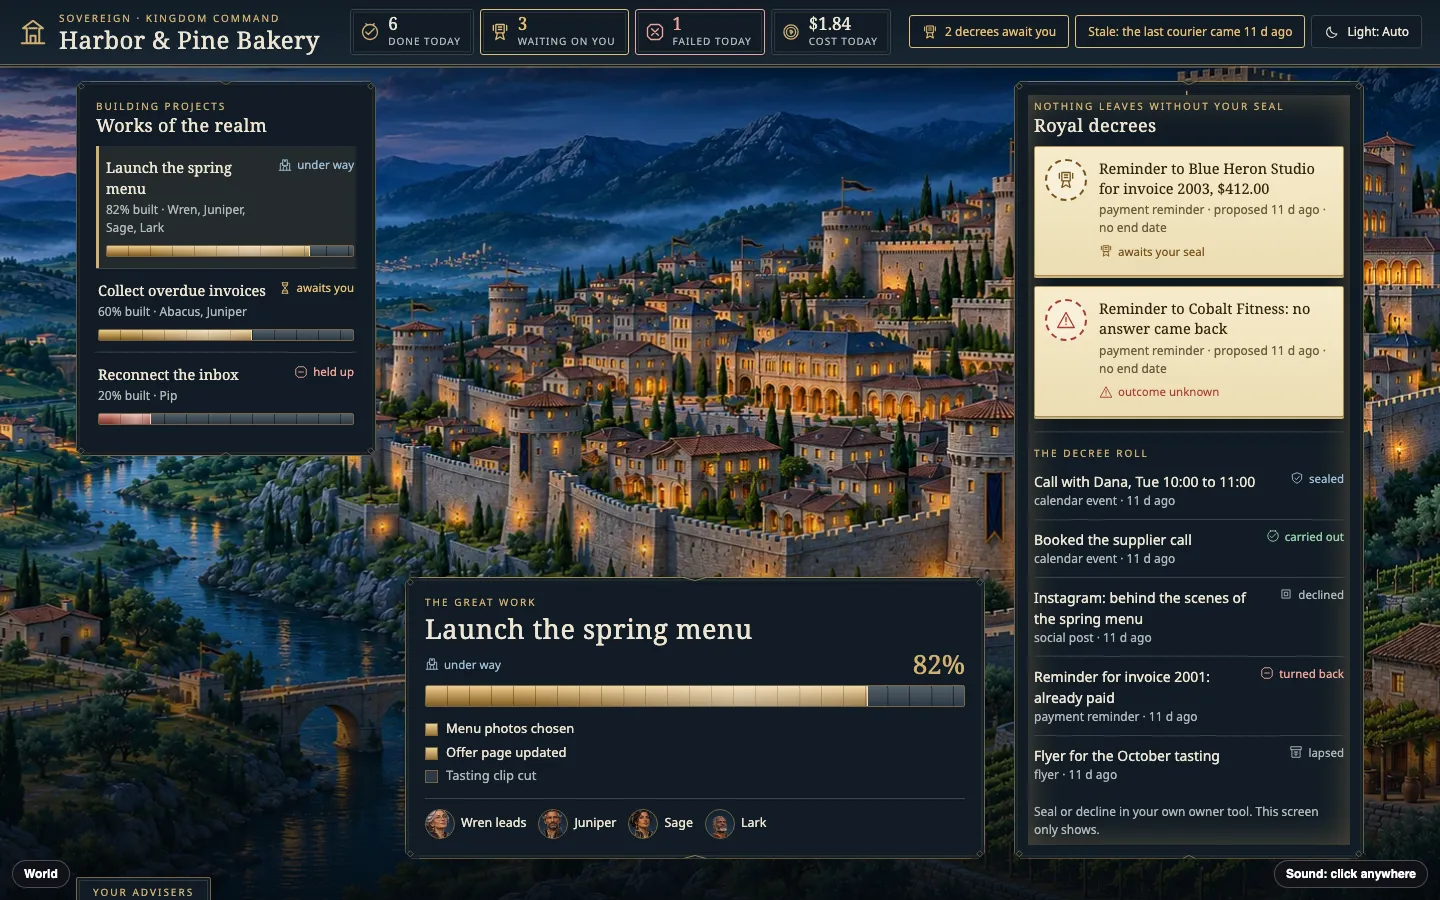 SOVEREIGN · KINGDOM COMMAND
Harbor & Pine Bakery
6
DONE TODAY
3
WAITING ON YOU
1
FAILED TODAY
$1.84
COST TODAY
2 decrees await you
Stale: the last courier came 11 d ago
Light: Auto
BUILDING PROJECTS
Works of the realm
Launch the spring
menu
under way
82% built · Wren, Juniper,
Sage, Lark
Collect overdue invoices
awaits you
60% built · Abacus, Juniper
Reconnect the inbox
held up
20% built · Pip
THE GREAT WORK
Launch the spring menu
under way
82%
Menu photos chosen
Offer page updated
Tasting clip cut
Wren leads
Juniper
Sage
Lark
NOTHING LEAVES WITHOUT YOUR SEAL
Royal decrees
Reminder to Blue Heron Studio
for invoice 2003, $412.00
payment reminder · proposed 11 d ago ·
no end date
awaits your seal
Reminder to Cobalt Fitness: no
answer came back
payment reminder · proposed 11 d ago ·
no end date
outcome unknown
THE DECREE ROLL
Call with Dana, Tue 10:00 to 11:00
sealed
calendar event · 11 d ago
Booked the supplier call
carried out
calendar event · 11 d ago
Instagram: behind the scenes of
the spring menu
declined
social post · 11 d ago
Reminder for invoice 2001:
already paid
turned back
payment reminder · 11 d ago
Flyer for the October tasting
lapsed
flyer · 11 d ago
Seal or decline in your own owner tool. This screen
only shows.
World
YOUR ADVISERS
Sound: click anywhere